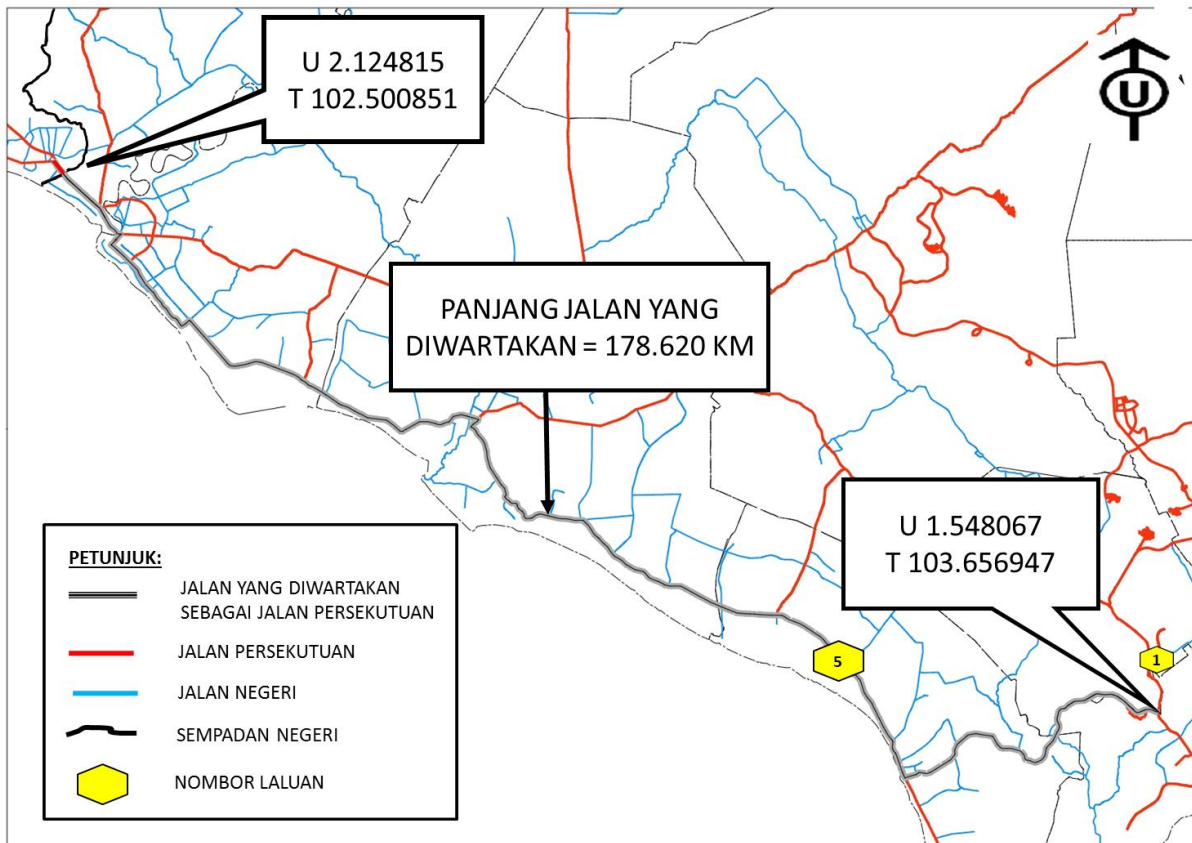 U 2.124815
T 102.500851
U
PANJANG JALAN YANG
DIWARTAKAN = 178.620 KM
U 1.548067
T 103.656947
5
1
PETUNJUK:
JALAN YANG DIWARTAKAN
SEBAGAI JALAN PERSEKUTUAN
JALAN PERSEKUTUAN
JALAN NEGERI
SEMPADAN NEGERI
NOMBOR LALUAN